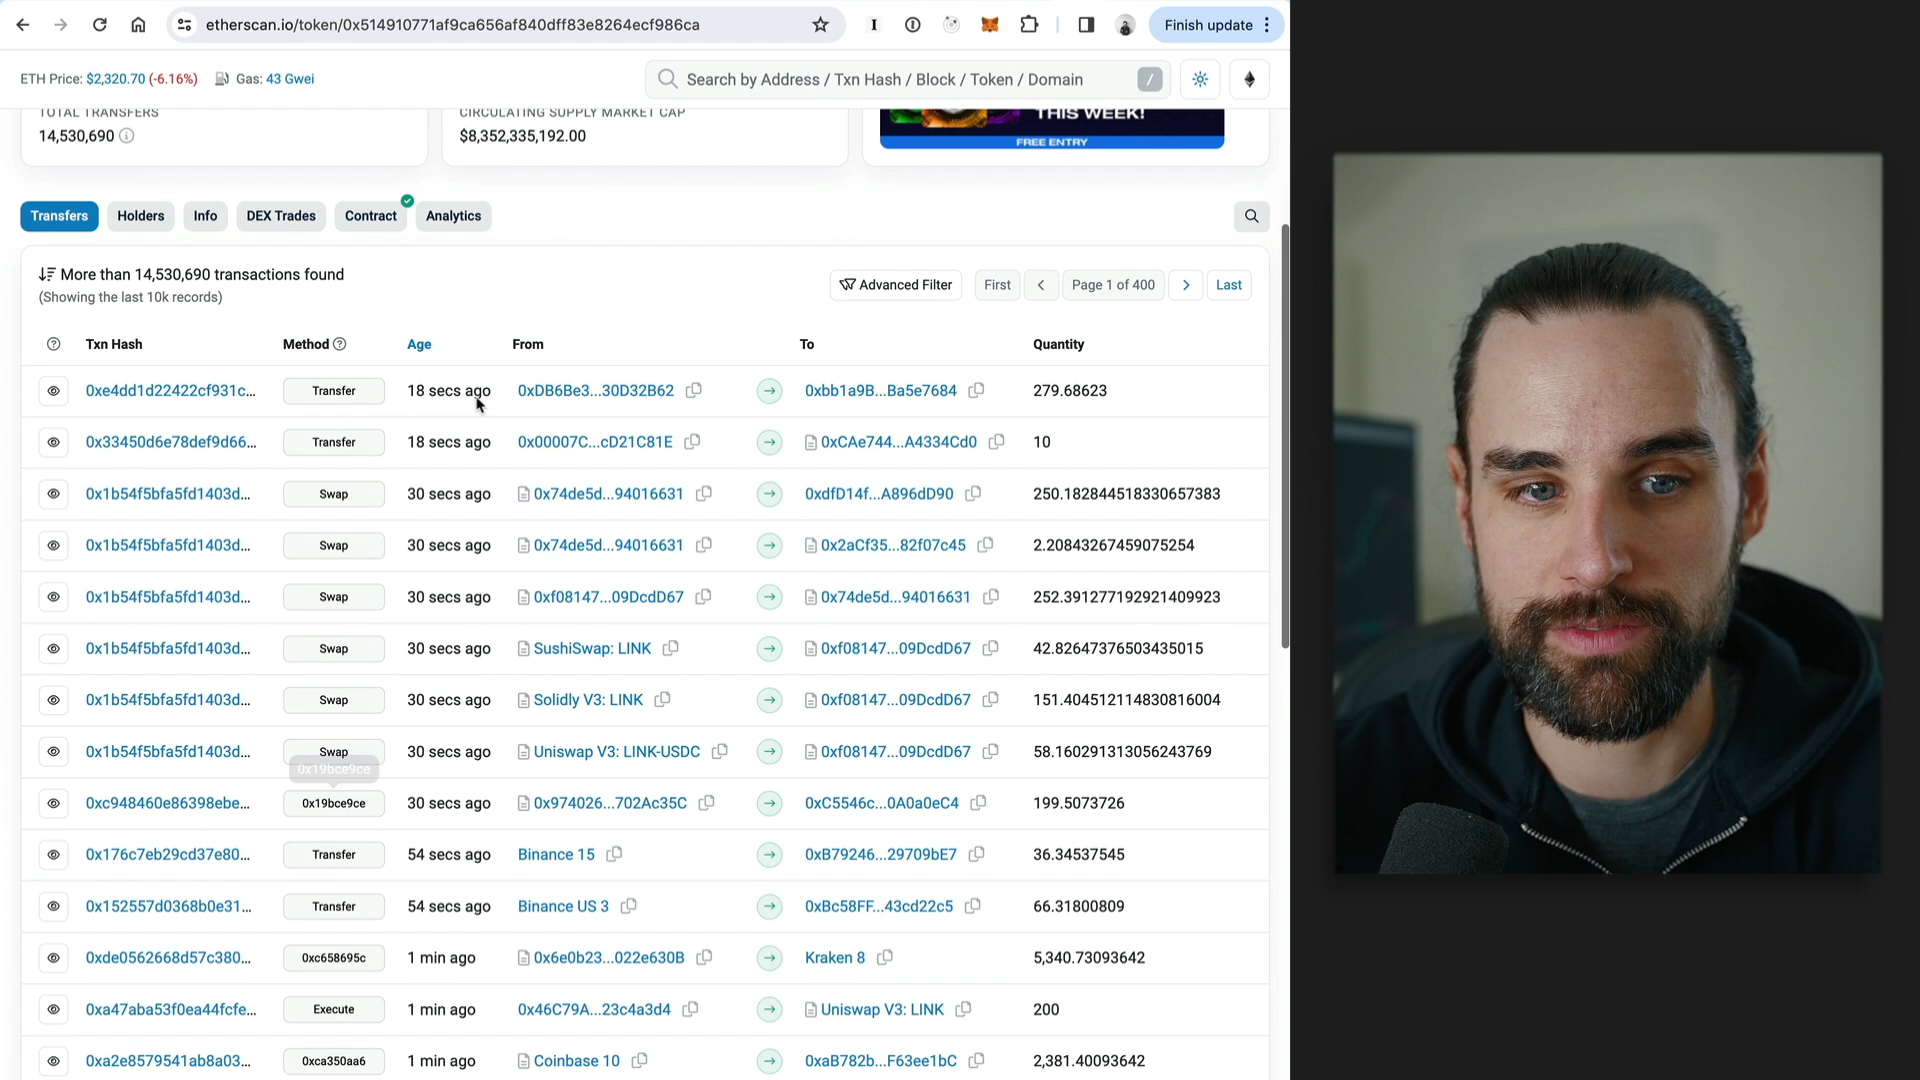 etherscan.io/token/0x514910771af9ca656af840dff83e8264ecf986ca
Finish update
ETH Price: $2,320.70 (-6.16%) Gas: 43 Gwei
Search by Address / Txn Hash / Block / Token / Domain /
TOTAL TRANSFERS
14,530,690
CIRCULATING SUPPLY MARKET CAP
$8,352,335,192.00
THIS WEEK!
FREE ENTRY
Transfers Holders Info DEX Trades Contract Analytics
More than 14,530,690 transactions found
(Showing the last 10k records)
Advanced Filter First Page 1 of 400 Last
Txn Hash Method Age From To Quantity
0xe4dd1d22422cf931c... Transfer 18 secs ago 0xDB6Be3...30D32B62 0xbb1a9B...Ba5e7684 279.68623
0x33450d6e78def9d66... Transfer 18 secs ago 0x00007C...cD21C81E 0xCAe744...A4334Cd0 10
0x1b54f5bfa5fd1403d... Swap 30 secs ago 0x74de5d...94016631 0xdfD14f...A896dD90 250.182844518330657383
0x1b54f5bfa5fd1403d... Swap 30 secs ago 0x74de5d...94016631 0x2aCf35...82f07c45 2.20843267459075254
0x1b54f5bfa5fd1403d... Swap 30 secs ago 0xf08147...09DcdD67 0x74de5d...94016631 252.391277192921409923
0x1b54f5bfa5fd1403d... Swap 30 secs ago SushiSwap: LINK 0xf08147...09DcdD67 42.82647376503435015
0x1b54f5bfa5fd1403d... Swap 30 secs ago Solidly V3: LINK 0xf08147...09DcdD67 151.404512114830816004
0x1b54f5bfa5fd1403d... Swap 30 secs ago Uniswap V3: LINK-USDC 0xf08147...09DcdD67 58.160291313056243769
0x19bce9ce
0xc948460e86398ebe... 0x19bce9ce 30 secs ago 0x974026...702Ac35C 0xC5546c...0A0a0eC4 199.5073726
0x176c7eb29cd37e80... Transfer 54 secs ago Binance 15 0xB79246...29709bE7 36.34537545
0x152557d0368b0e31... Transfer 54 secs ago Binance US 3 0xBc58FF...43cd22c5 66.31800809
0xde0562668d57c380... 0xc658695c 1 min ago 0x6e0b23...022e630B Kraken 8 5,340.73093642
0xa47aba53f0ea44fcfe... Execute 1 min ago 0x46C79A...23c4a3d4 Uniswap V3: LINK 200
0xa2e8579541ab8a03... 0xca350aa6 1 min ago Coinbase 10 0xaB782b...F63ee1bC 2,381.40093642